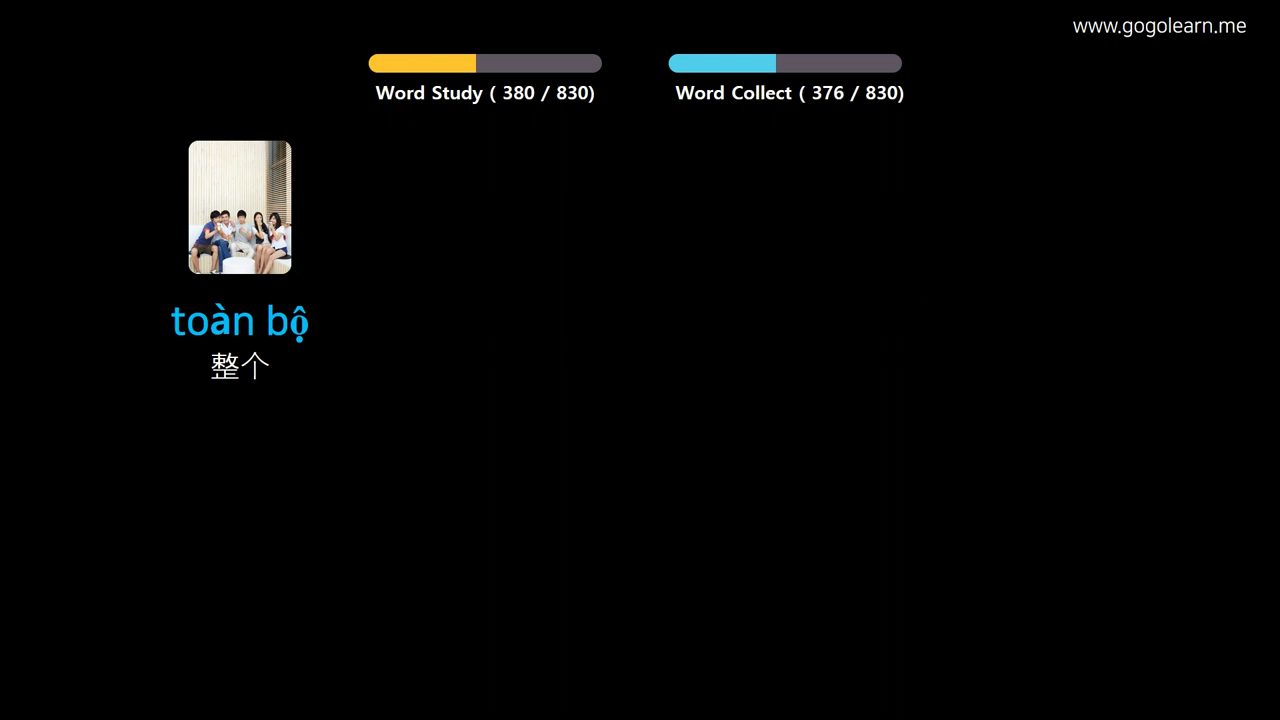 www.gogolearn.me
Word Study ( 380 / 830)
Word Collect ( 376 / 830)
toàn bộ
整个